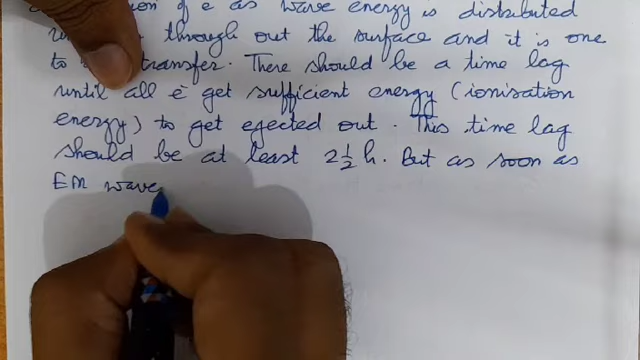 of e as wave energy is distributed
through out the surface and it is one
to transfer. There should be a time lag
until all e⁻ get sufficient energy (ionisation
energy) to get ejected out. This time lag
should be at least 2½ h. But as soon as
EM wave